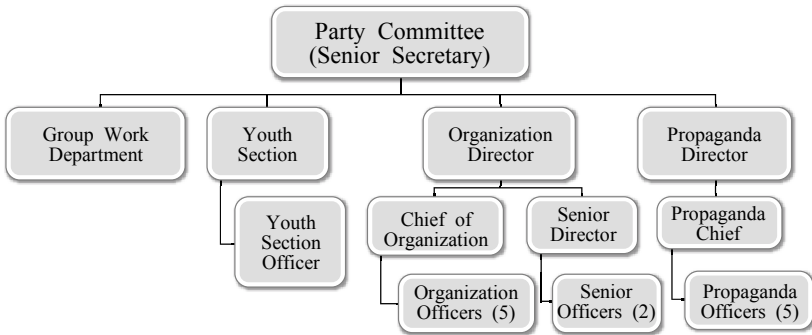 Party Committee
(Senior Secretary)
Group Work
Department
Youth
Section
Organization
Director
Propaganda
Director
Youth
Section
Officer
Chief of
Organization
Senior
Director
Propaganda
Chief
Organization
Officers (5)
Senior
Officers (2)
Propaganda
Officers (5)